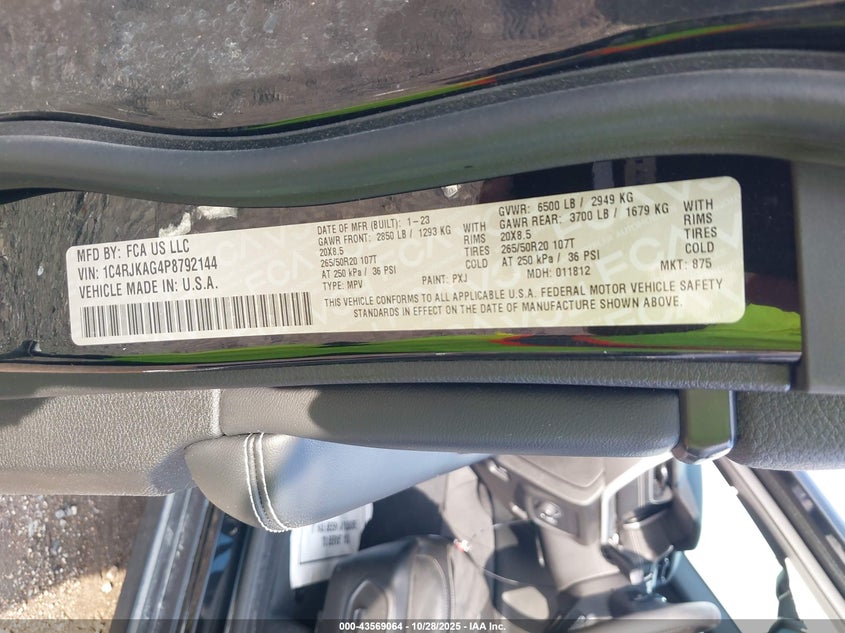 MFD BY: FCA US LLC
VIN: 1C4RJKAG4P8792144
VEHICLE MADE IN: U.S.A.
DATE OF MFR (BUILT): 1-23
GAWR FRONT: 2850 LB / 1293 KG WITH
20X8.5 RIMS
265/50R20 107T TIRES
AT 250 kPa / 36 PSI COLD
TYPE: MPV PAINT: PXJ
GVWR: 6500 LB / 2949 KG
GAWR REAR: 3700 LB / 1679 KG WITH
20X8.5 RIMS
265/50R20 107T TIRES
AT 250 kPa / 36 PSI COLD
MDH: 011812 MKT: 875
THIS VEHICLE CONFORMS TO ALL APPLICABLE U.S.A. FEDERAL MOTOR VEHICLE SAFETY
STANDARDS IN EFFECT ON THE DATE OF MANUFACTURE SHOWN ABOVE.
000-43569064 | 10/28/2025 - IAA Inc.